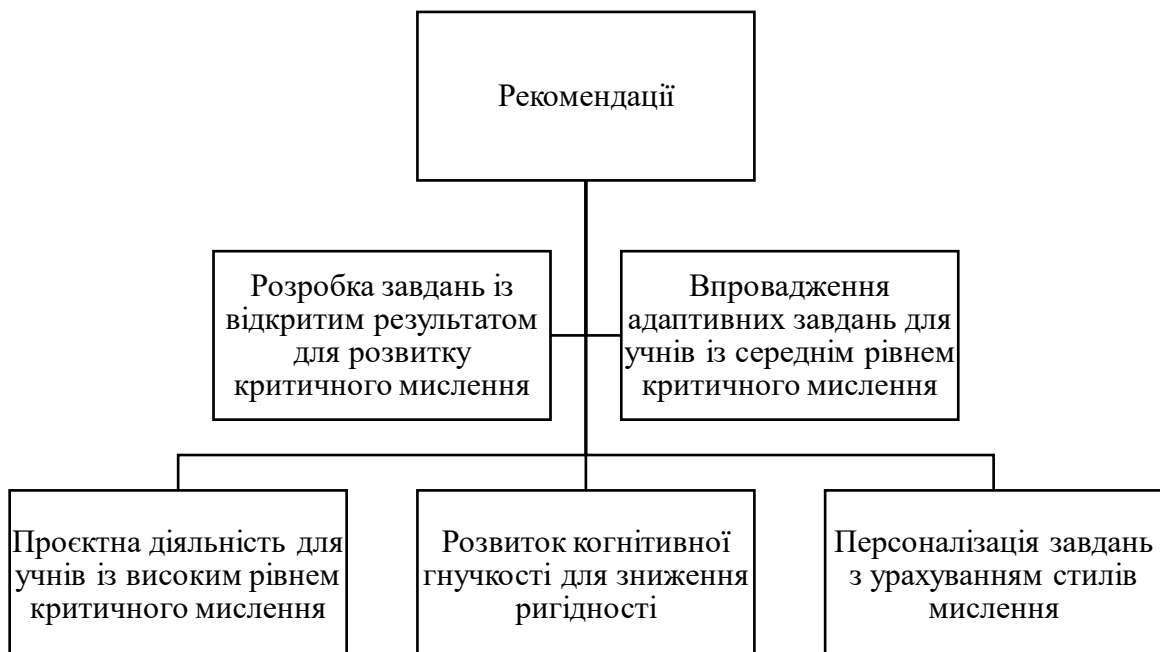 Рекомендації
Розробка завдань із
відкритим результатом
для розвитку
критичного мислення
Впровадження
адаптивних завдань для
учнів із середнім рівнем
критичного мислення
Проєктна діяльність для
учнів із високим рівнем
критичного мислення
Розвиток когнітивної
гнучкості для зниження
ригідності
Персоналізація завдань
з урахуванням стилів
мислення